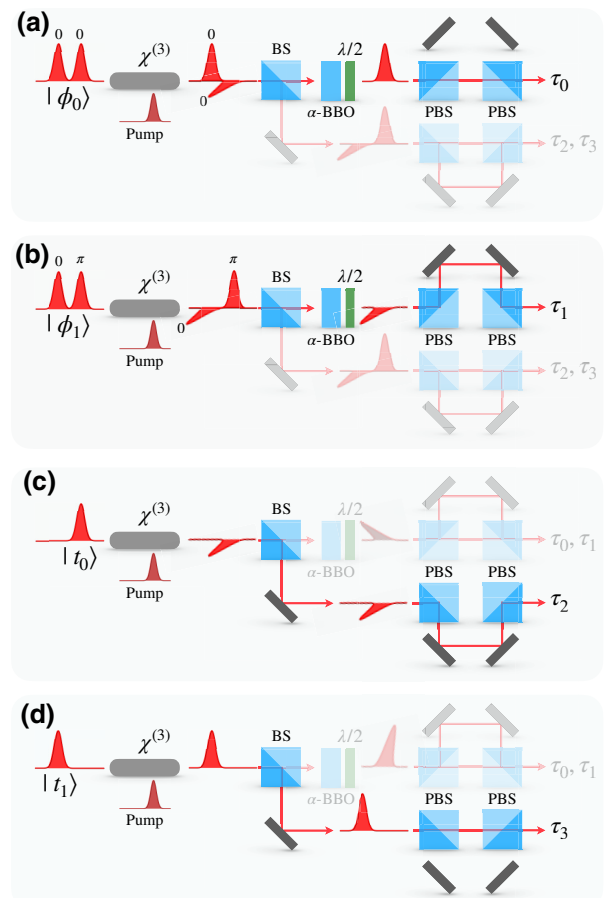 (a)
0 0 0
χ⁽³⁾ BS λ/2
| ϕ₀⟩ 0 τ₀
Pump α-BBO PBS PBS
τ₂, τ₃
(b)
0 π π
χ⁽³⁾ BS λ/2
| ϕ₁⟩ 0 τ₁
Pump α-BBO PBS PBS
τ₂, τ₃
(c)
χ⁽³⁾ BS λ/2
| t₀⟩ τ₀, τ₁
Pump α-BBO PBS PBS
τ₂
(d)
χ⁽³⁾ BS λ/2
| t₁⟩ τ₀, τ₁
Pump α-BBO PBS PBS
τ₃